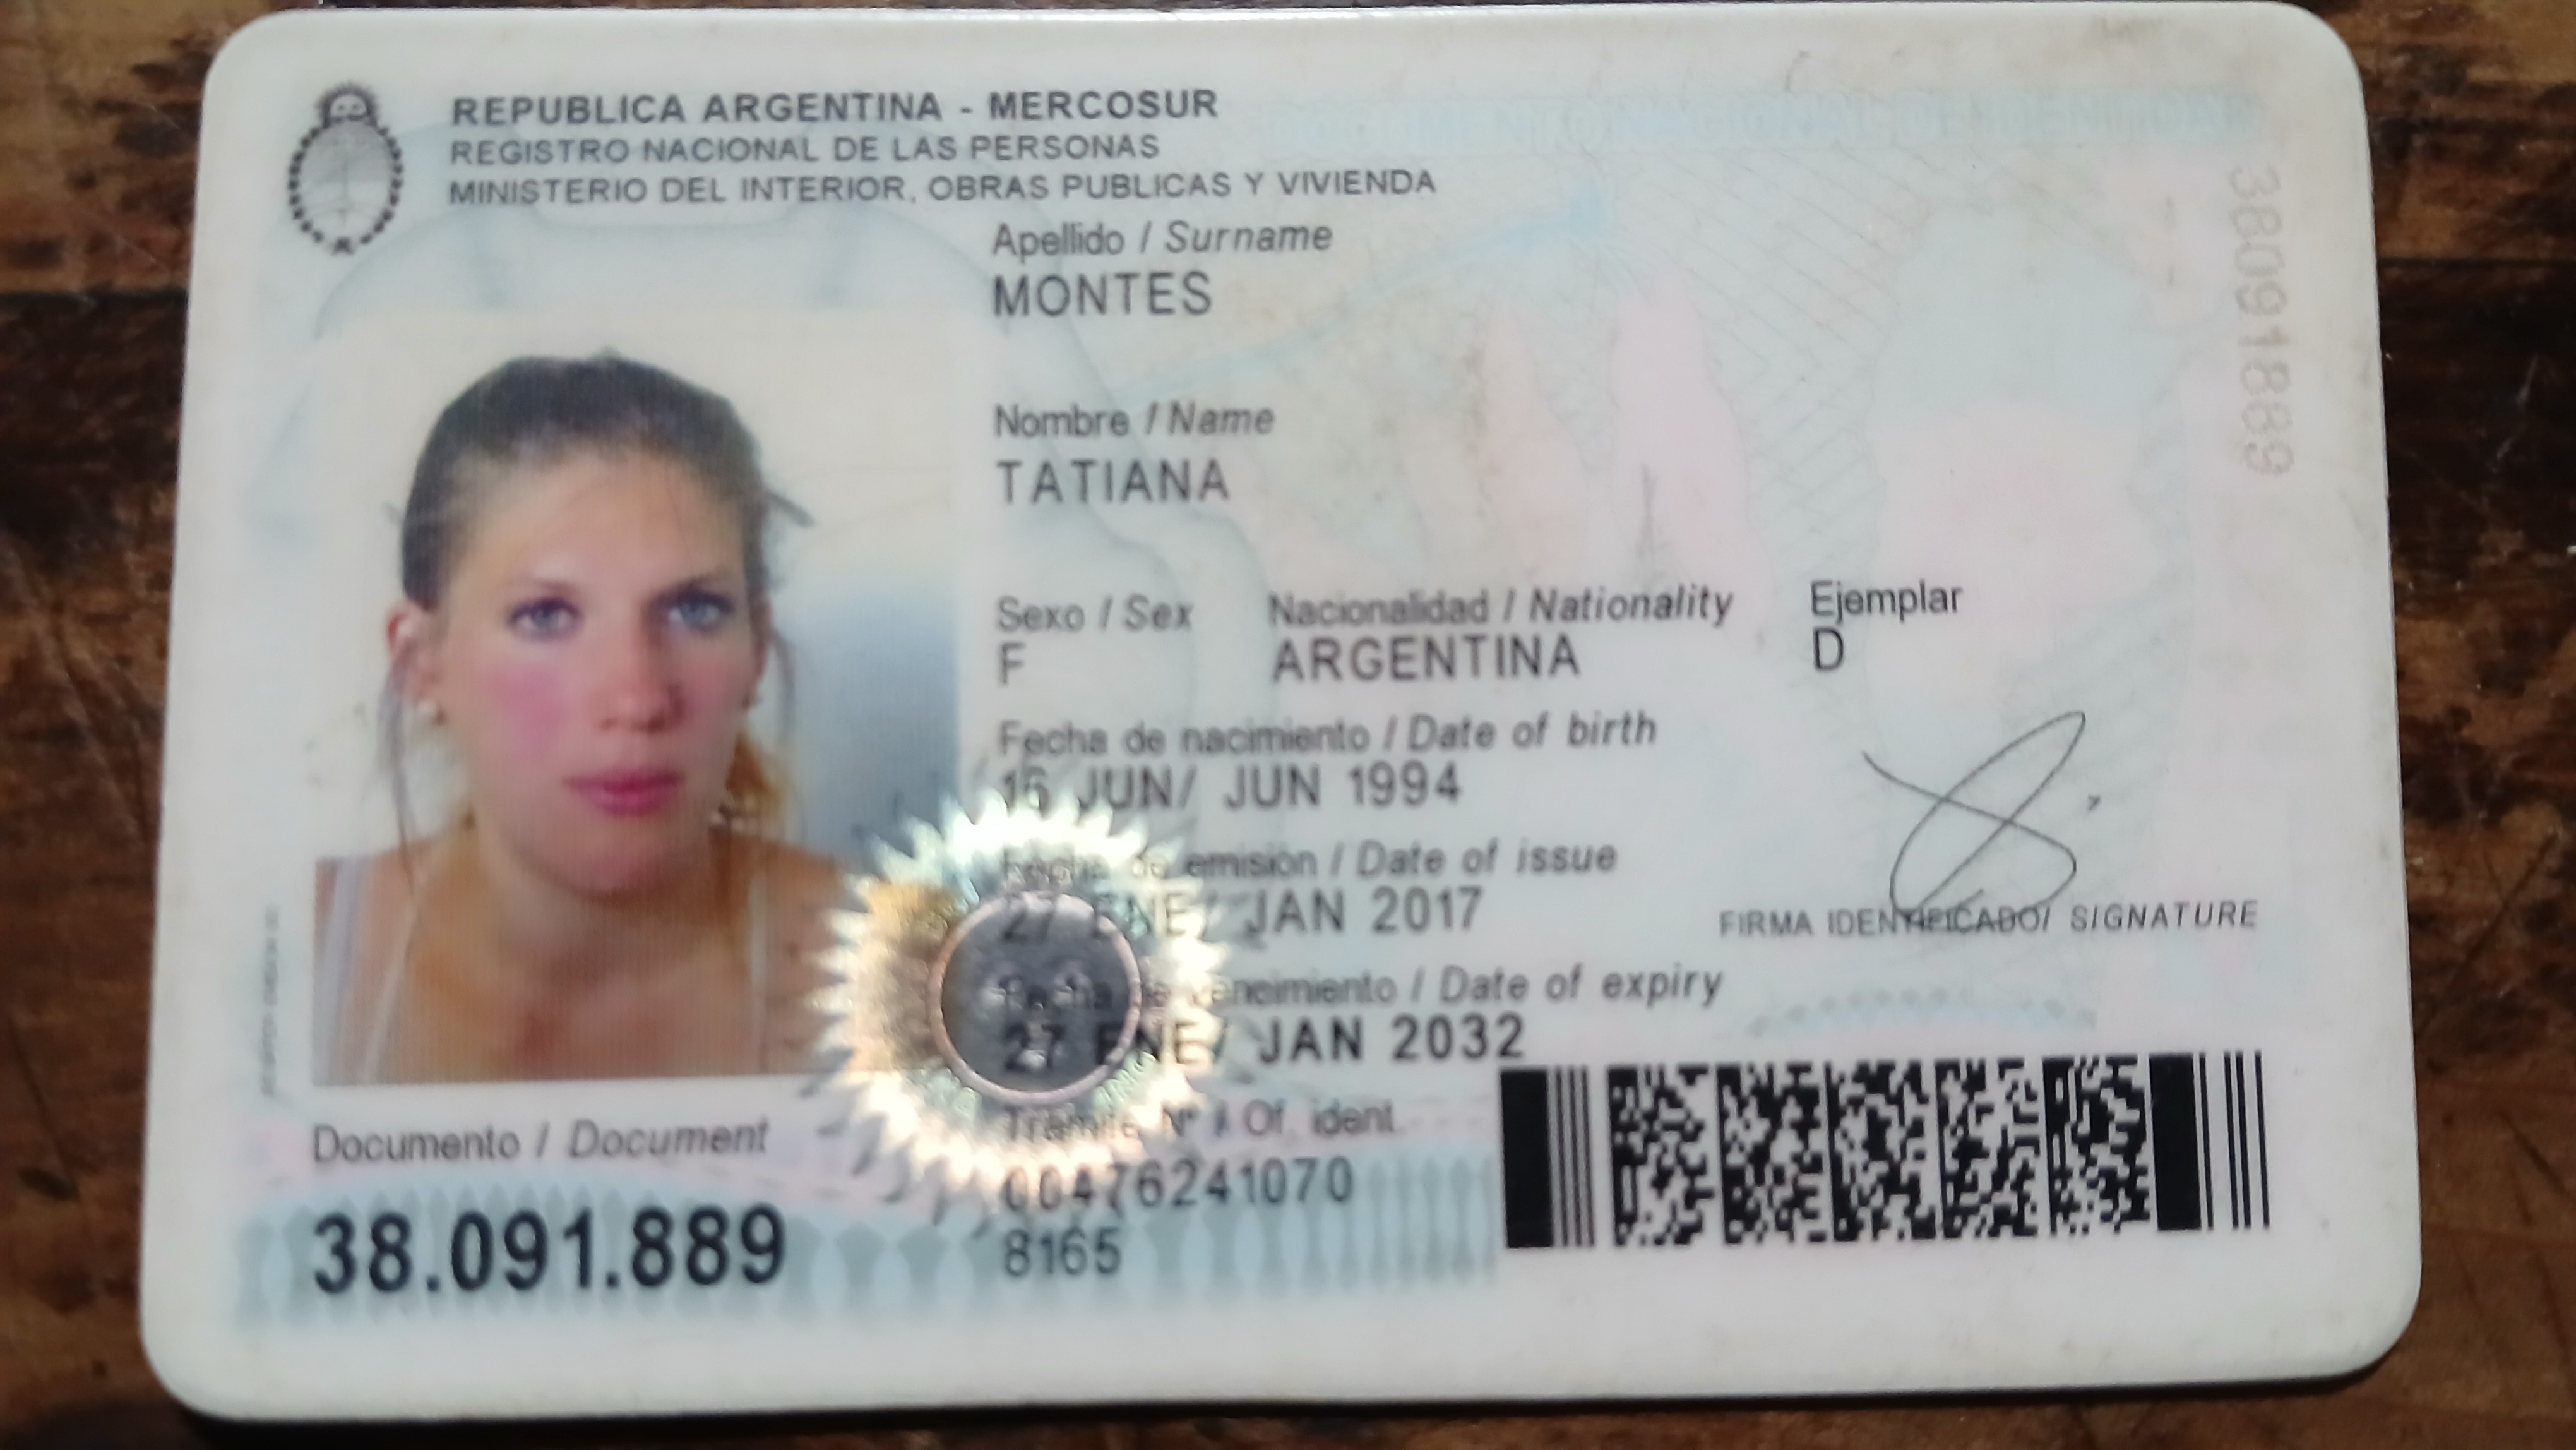 REPUBLICA ARGENTINA - MERCOSUR
REGISTRO NACIONAL DE LAS PERSONAS
MINISTERIO DEL INTERIOR, OBRAS PUBLICAS Y VIVIENDA
Apellido / Surname
MONTES
Nombre / Name
TATIANA
Sexo / Sex Nacionalidad / Nationality Ejemplar
F ARGENTINA D
Fecha de nacimiento / Date of birth
16 JUN/ JUN 1994
Fecha de emisión / Date of issue
27 ENE/ JAN 2017
Fecha de vencimiento / Date of expiry
27 ENE/ JAN 2032
FIRMA IDENTIFICADO/ SIGNATURE
Documento / Document
Trámite Nº / Of. ident.
38.091.889
00476241070
8165
38091889